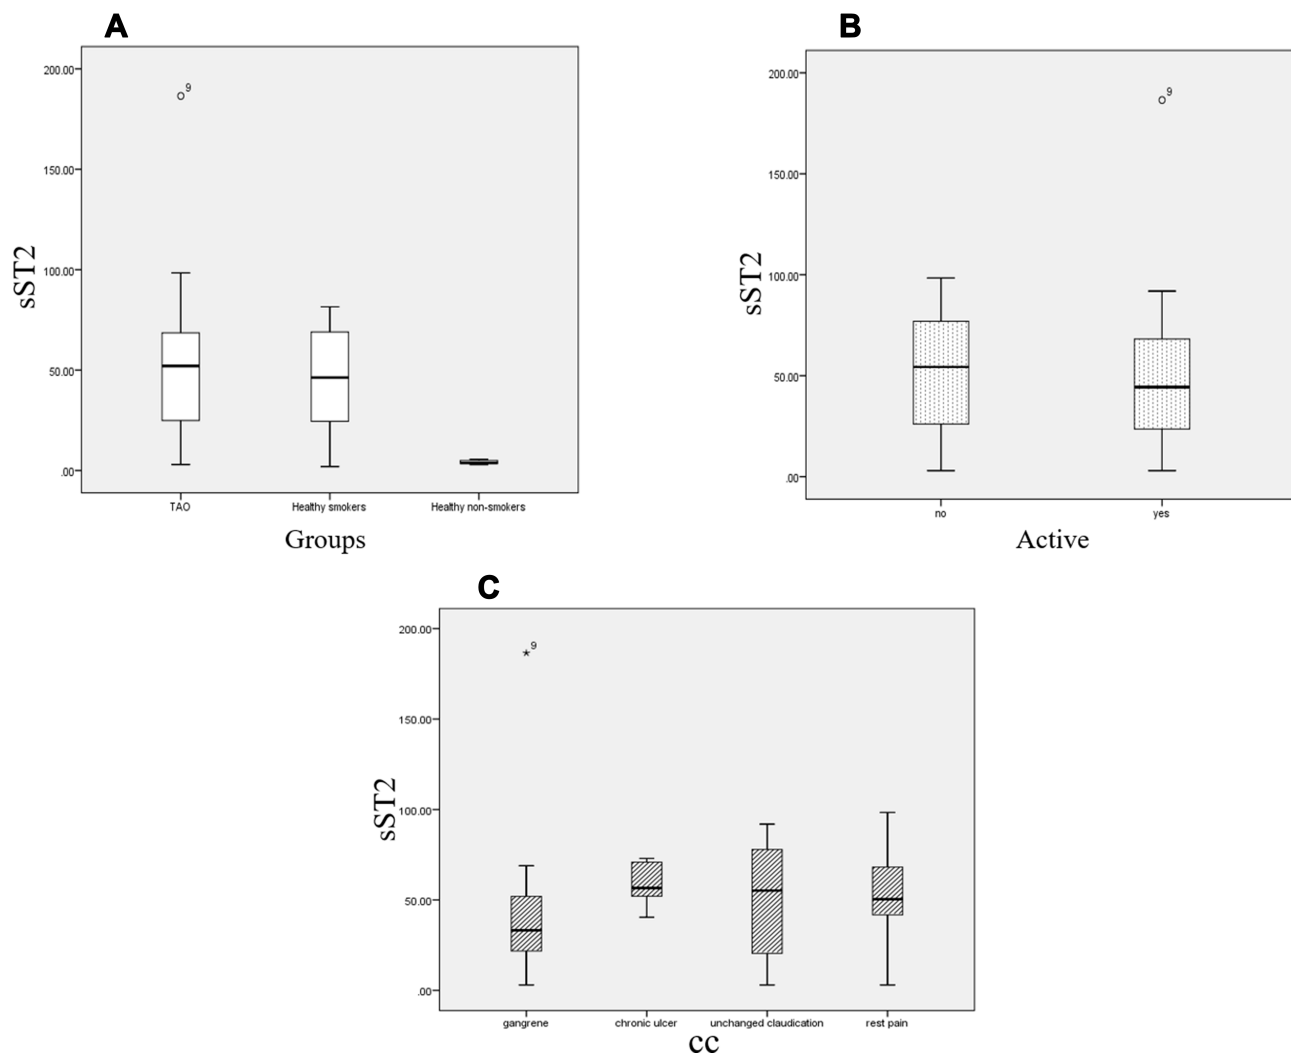 A
200.00
9
150.00
100.00
50.00
.00
sST2
TAO Healthy smokers Healthy non-smokers
Groups
B
200.00
9
150.00
100.00
50.00
.00
sST2
no yes
Active
C
200.00
9
150.00
100.00
50.00
.00
sST2
gangrene chronic ulcer unchanged claudication rest pain
cc